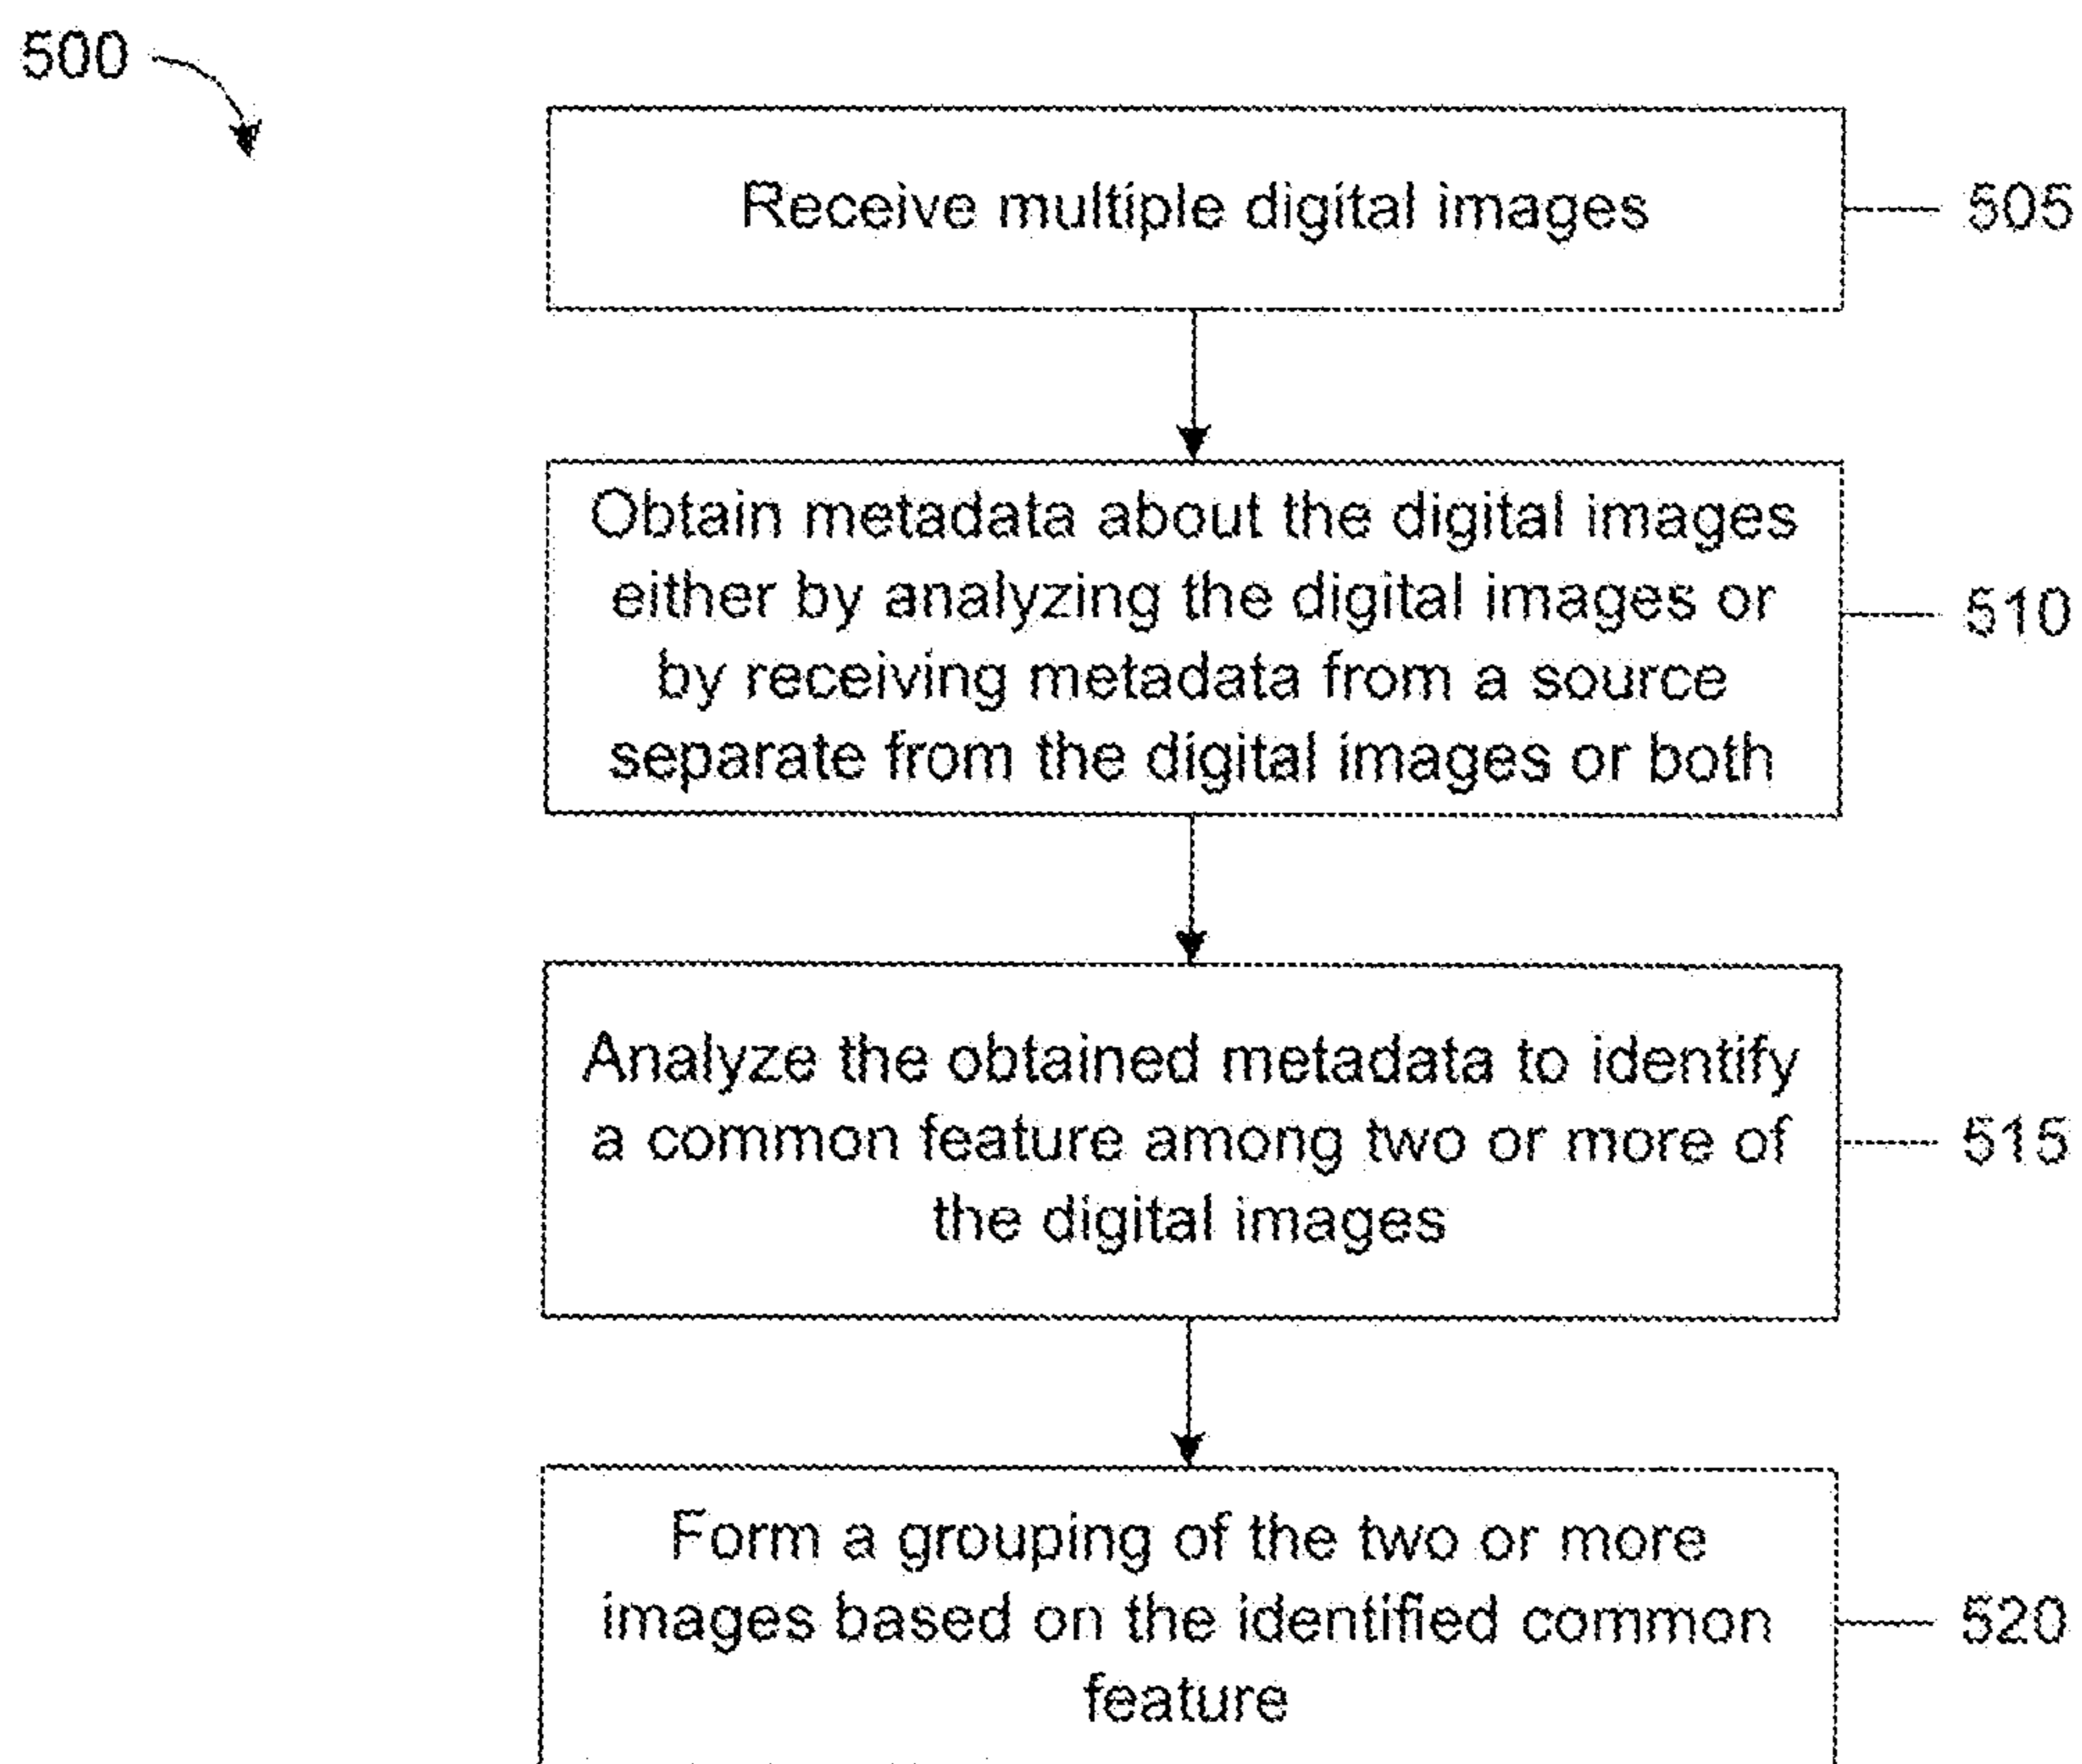 500
Receive multiple digital images
505
Obtain metadata about the digital images
either by analyzing the digital images or
by receiving metadata from a source
separate from the digital images or both
510
Analyze the obtained metadata to identify
a common feature among two or more of
the digital images
515
Form a grouping of the two or more
images based on the identified common
feature
520